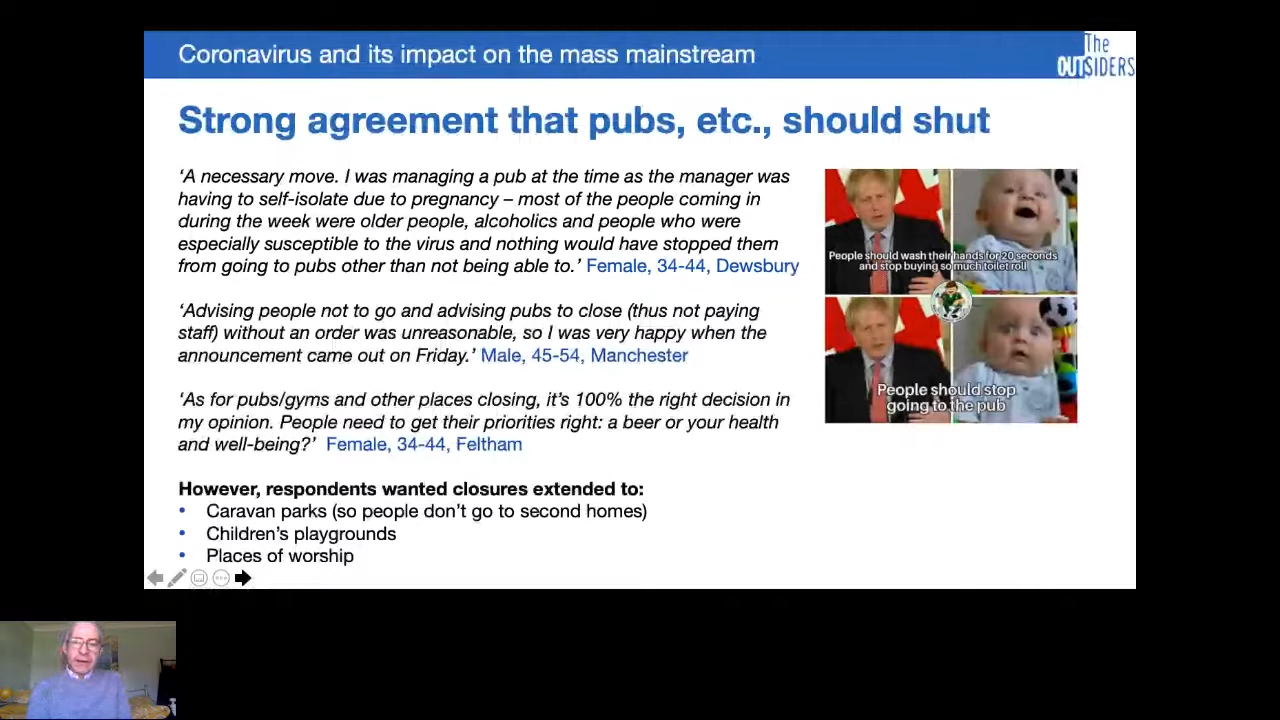 Coronavirus and its impact on the mass mainstream
The
OUTSIDERS
Strong agreement that pubs, etc., should shut
‘A necessary move. I was managing a pub at the time as the manager was
having to self-isolate due to pregnancy – most of the people coming in
during the week were older people, alcoholics and people who were
especially susceptible to the virus and nothing would have stopped them
from going to pubs other than not being able to.’ Female, 34-44, Dewsbury
‘Advising people not to go and advising pubs to close (thus not paying
staff) without an order was unreasonable, so I was very happy when the
announcement came out on Friday.’ Male, 45-54, Manchester
‘As for pubs/gyms and other places closing, it’s 100% the right decision in
my opinion. People need to get their priorities right: a beer or your health
and well-being?’ Female, 34-44, Feltham
However, respondents wanted closures extended to:
• Caravan parks (so people don’t go to second homes)
• Children’s playgrounds
• Places of worship
People should wash their hands for 20 seconds
and stop buying so much toilet roll
People should stop
going to the pub